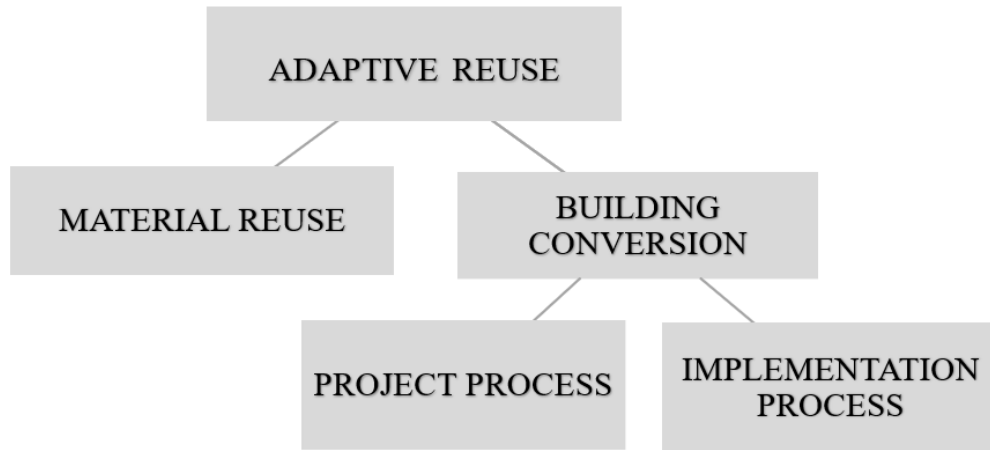 ADAPTIVE REUSE
MATERIAL REUSE
BUILDING
CONVERSION
PROJECT PROCESS
IMPLEMENTATION
PROCESS